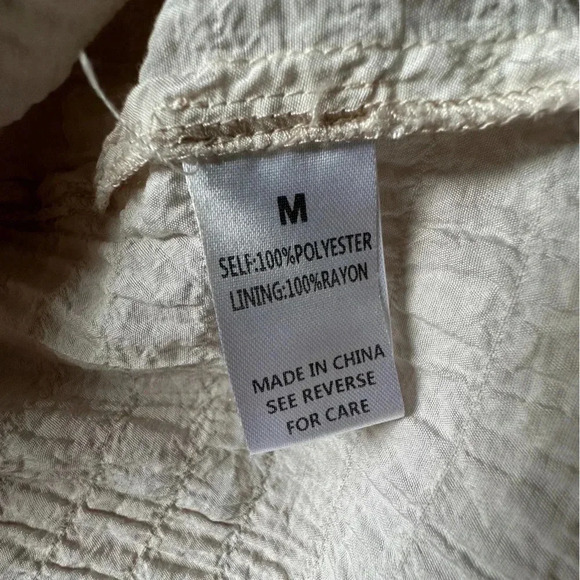 M
SELF:100%POLYESTER
LINING:100%RAYON
MADE IN CHINA
SEE REVERSE
FOR CARE